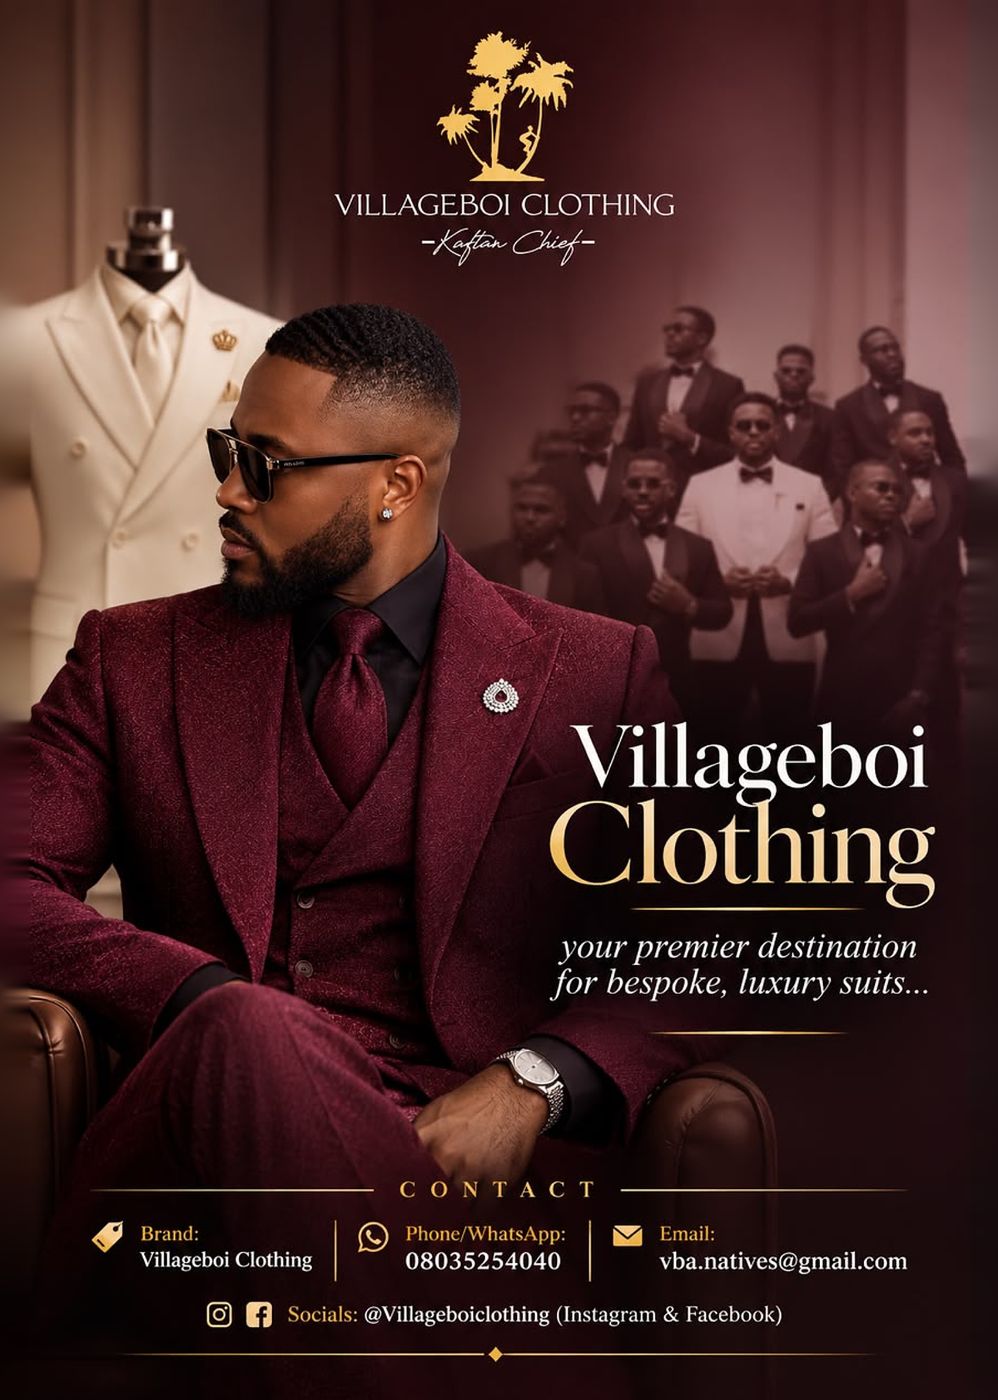 VILLAGEBOI CLOTHING
-Kaftan Chief-
Villageboi
Clothing
your premier destination
for bespoke, luxury suits...
CONTACT
Brand:
Villageboi Clothing
Phone/WhatsApp:
08035254040
Email:
vba.natives@gmail.com
Socials: @Villageboiclothing (Instagram & Facebook)